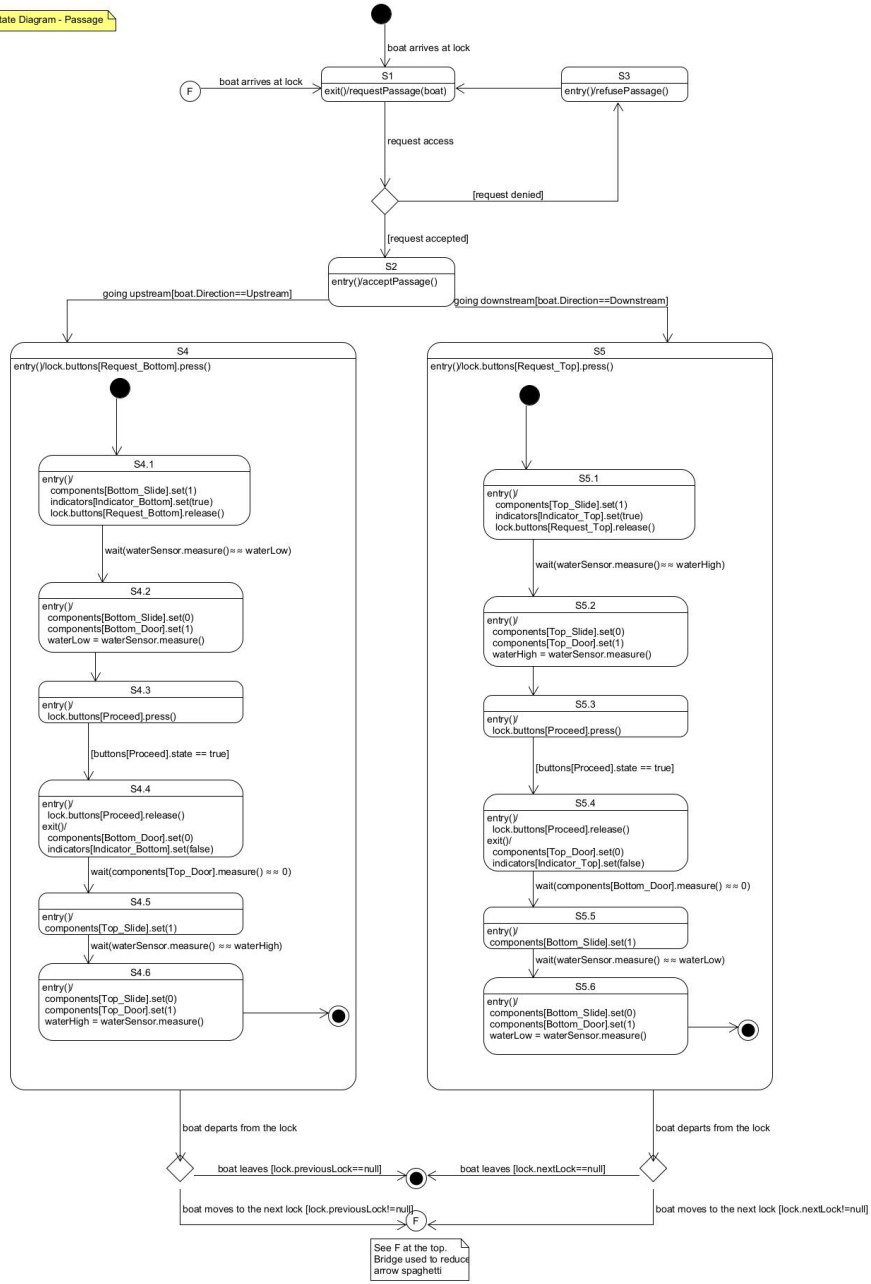 tate Diagram - Passage
boat arrives at lock
F
boat arrives at lock
S1
exit()/requestPassage(boat)
S3
entry()/refusePassage()
request access
[request denied]
[request accepted]
S2
entry()/acceptPassage()
going upstream[boat.Direction==Upstream]
going downstream[boat.Direction==Downstream]
S4
entry()/lock.buttons[Request_Bottom].press()
S4.1
entry()/
components[Bottom_Slide].set(1)
indicators[Indicator_Bottom].set(true)
lock.buttons[Request_Bottom].release()
wait(waterSensor.measure()≈≈ waterLow)
S4.2
entry()/
components[Bottom_Slide].set(0)
components[Bottom_Door].set(1)
waterLow = waterSensor.measure()
S4.3
entry()/
lock.buttons[Proceed].press()
[buttons[Proceed].state == true]
S4.4
entry()/
lock.buttons[Proceed].release()
exit()/
components[Bottom_Door].set(0)
indicators[Indicator_Bottom].set(false)
wait(components[Top_Door].measure() ≈≈ 0)
S4.5
entry()/
components[Top_Slide].set(1)
wait(waterSensor.measure() ≈≈ waterHigh)
S4.6
entry()/
components[Top_Slide].set(0)
components[Top_Door].set(1)
waterHigh = waterSensor.measure()
S5
entry()/lock.buttons[Request_Top].press()
S5.1
entry()/
components[Top_Slide].set(1)
indicators[Indicator_Top].set(true)
lock.buttons[Request_Top].release()
wait(waterSensor.measure()≈≈ waterHigh)
S5.2
entry()/
components[Top_Slide].set(0)
components[Top_Door].set(1)
waterHigh = waterSensor.measure()
S5.3
entry()/
lock.buttons[Proceed].press()
[buttons[Proceed].state == true]
S5.4
entry()/
lock.buttons[Proceed].release()
exit()/
components[Top_Door].set(0)
indicators[Indicator_Top].set(false)
wait(components[Bottom_Door].measure() ≈≈ 0)
S5.5
entry()/
components[Bottom_Slide].set(1)
wait(waterSensor.measure() ≈≈ waterLow)
S5.6
entry()/
components[Bottom_Slide].set(0)
components[Bottom_Door].set(1)
waterLow = waterSensor.measure()
boat departs from the lock
boat departs from the lock
boat leaves [lock.previousLock==null]
boat leaves [lock.nextLock==null]
boat moves to the next lock [lock.previousLock!=null]
F
boat moves to the next lock [lock.nextLock!=null]
See F at the top.
Bridge used to reduce
arrow spaghetti